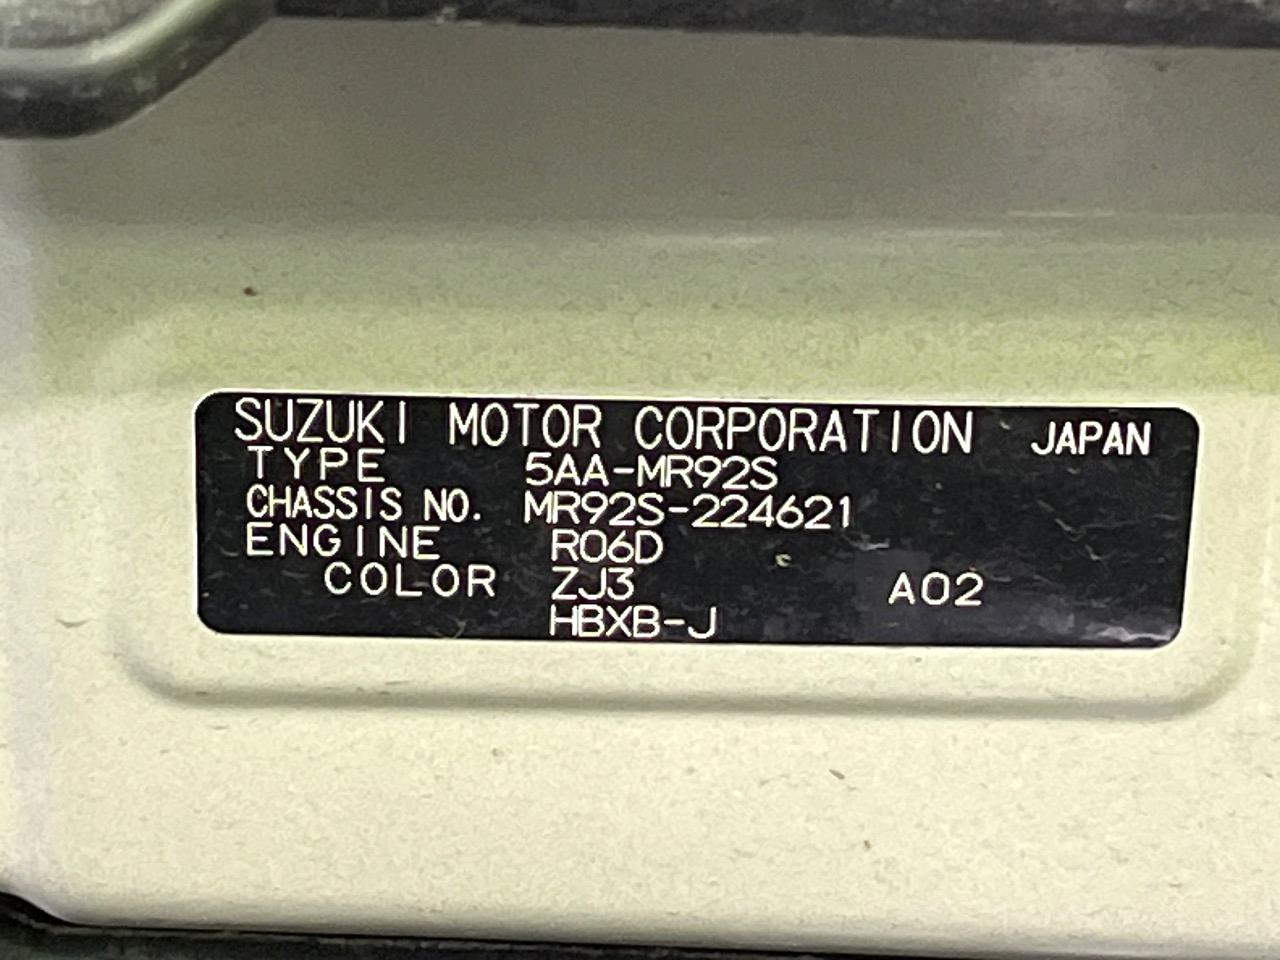 SUZUKI MOTOR CORPORATION JAPAN
TYPE 5AA-MR92S
CHASSIS NO. MR92S-224621
ENGINE R06D
COLOR ZJ3 A02
HBXB-J